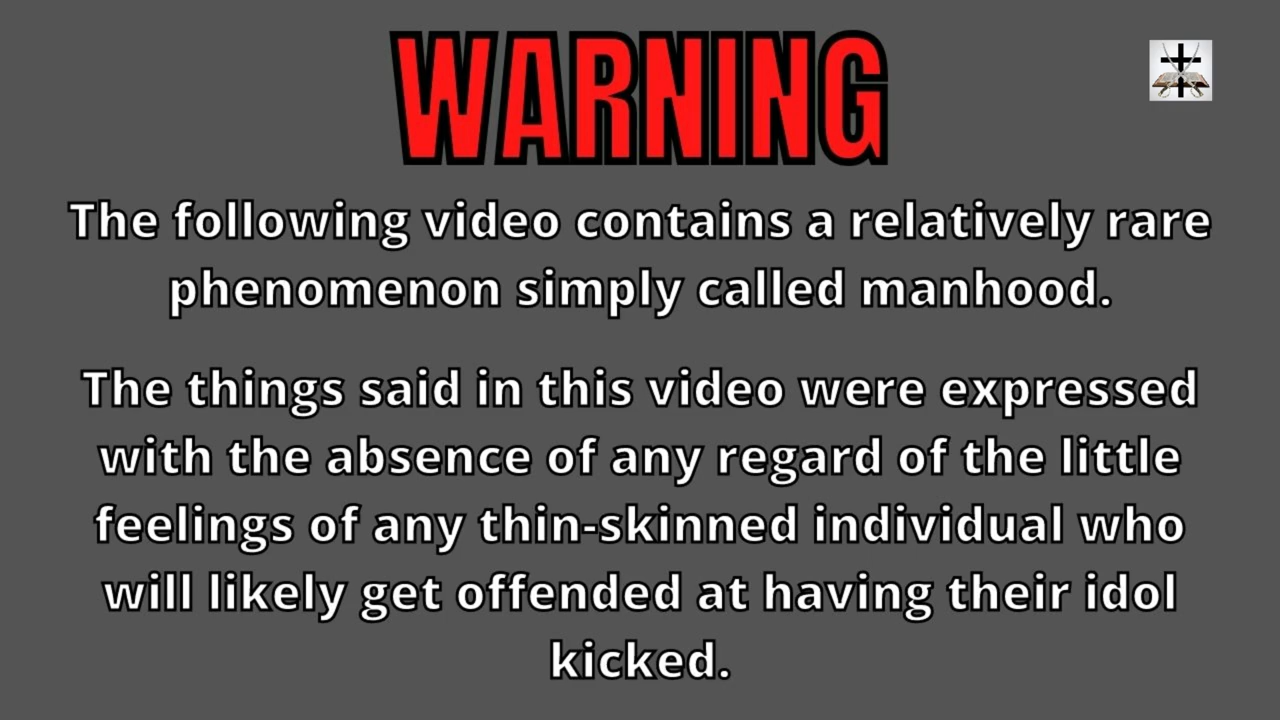 WARNING
The following video contains a relatively rare
phenomenon simply called manhood.
The things said in this video were expressed
with the absence of any regard of the little
feelings of any thin-skinned individual who
will likely get offended at having their idol
kicked.